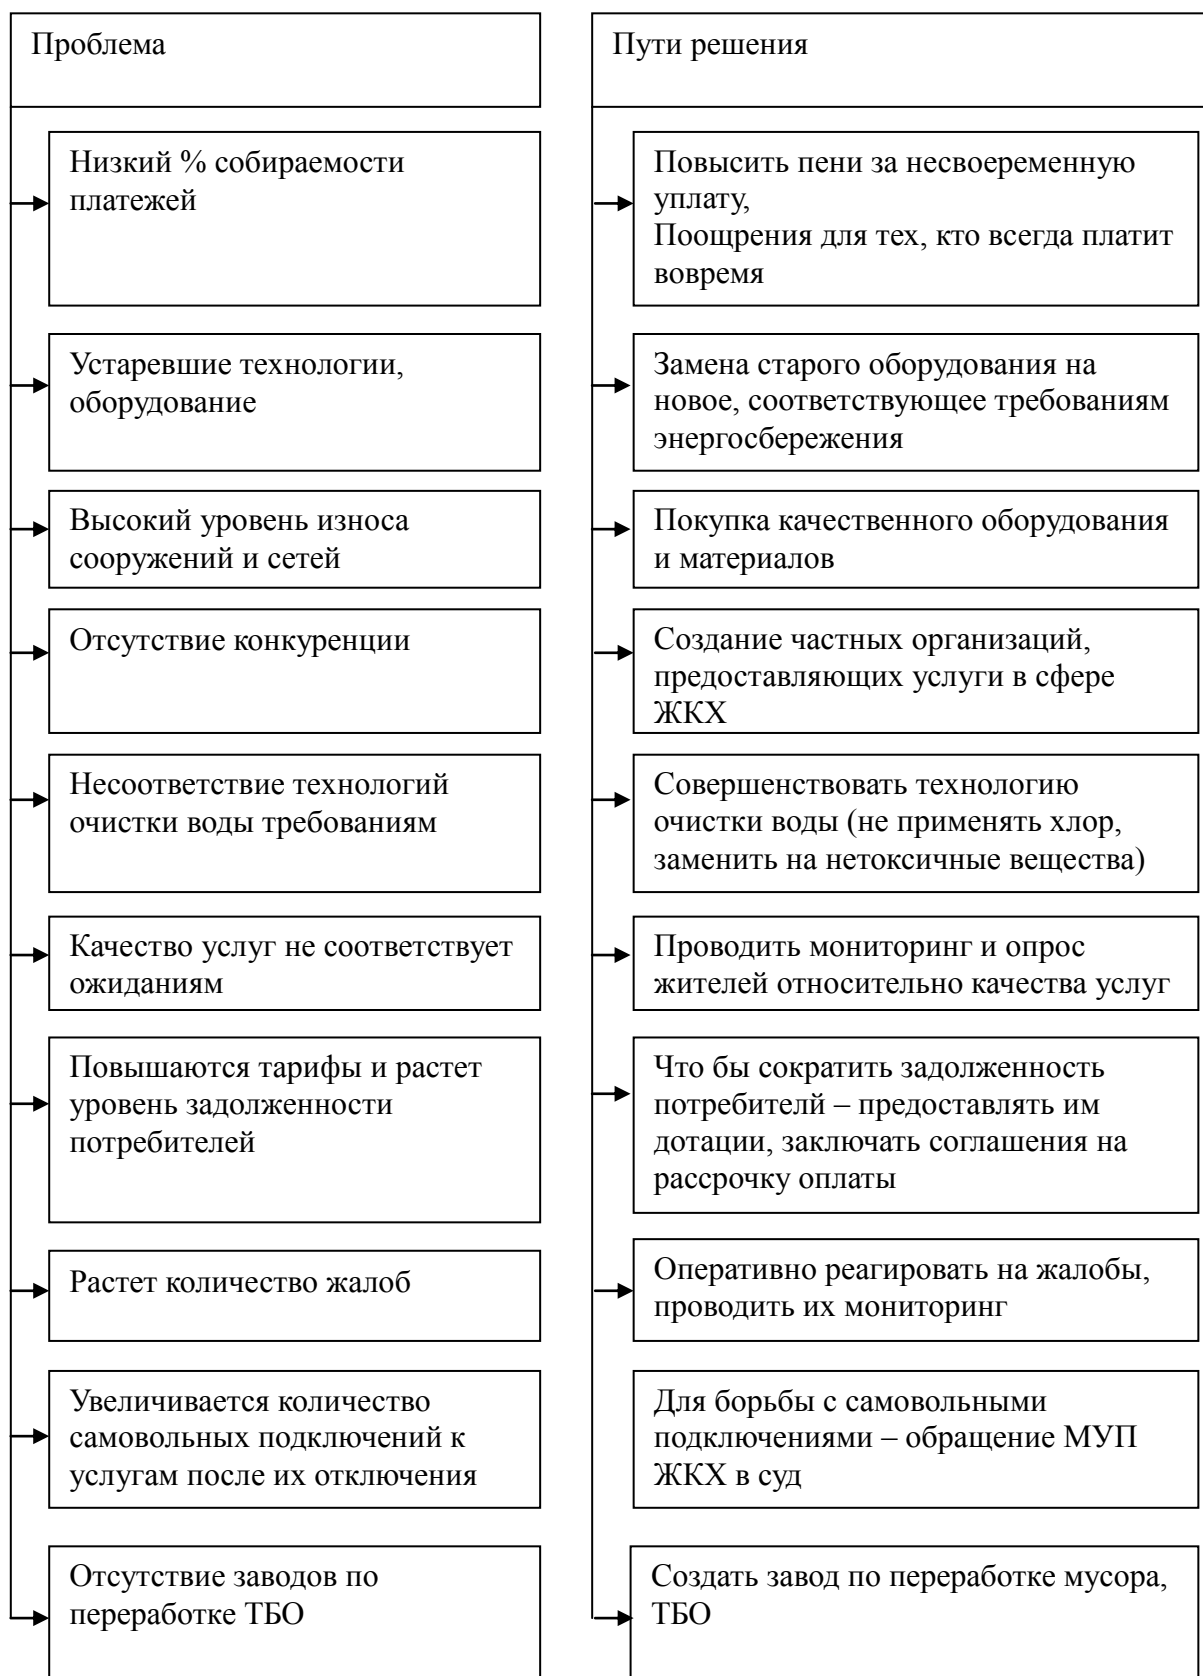 Проблема
Пути решения
Низкий % собираемости
платежей
Повысить пени за несвоеременную
уплату,
Поощрения для тех, кто всегда платит
вовремя
Устаревшие технологии,
оборудование
Замена старого оборудования на
новое, соответствующее требованиям
энергосбережения
Высокий уровень износа
сооружений и сетей
Покупка качественного оборудования
и материалов
Отсутствие конкуренции
Создание частных организаций,
предоставляющих услуги в сфере
ЖКХ
Несоответствие технологий
очистки воды требованиям
Совершенствовать технологию
очистки воды (не применять хлор,
заменить на нетоксичные вещества)
Качество услуг не соответствует
ожиданиям
Проводить мониторинг и опрос
жителей относительно качества услуг
Повышаются тарифы и растет
уровень задолженности
потребителей
Что бы сократить задолженность
потребителй – предоставлять им
дотации, заключать соглашения на
рассрочку оплаты
Растет количество жалоб
Оперативно реагировать на жалобы,
проводить их мониторинг
Увеличивается количество
самовольных подключений к
услугам после их отключения
Для борьбы с самовольными
подключениями – обращение МУП
ЖКХ в суд
Отсутствие заводов по
переработке ТБО
Создать завод по переработке мусора,
ТБО